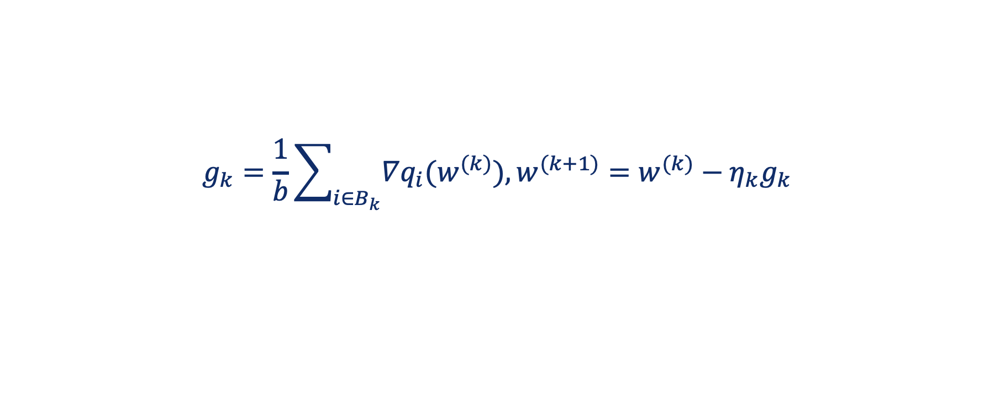 g_k = \frac{1}{b} \sum_{i \in B_k} \nabla q_i(w^{(k)}), w^{(k+1)} = w^{(k)} - \eta_k g_k